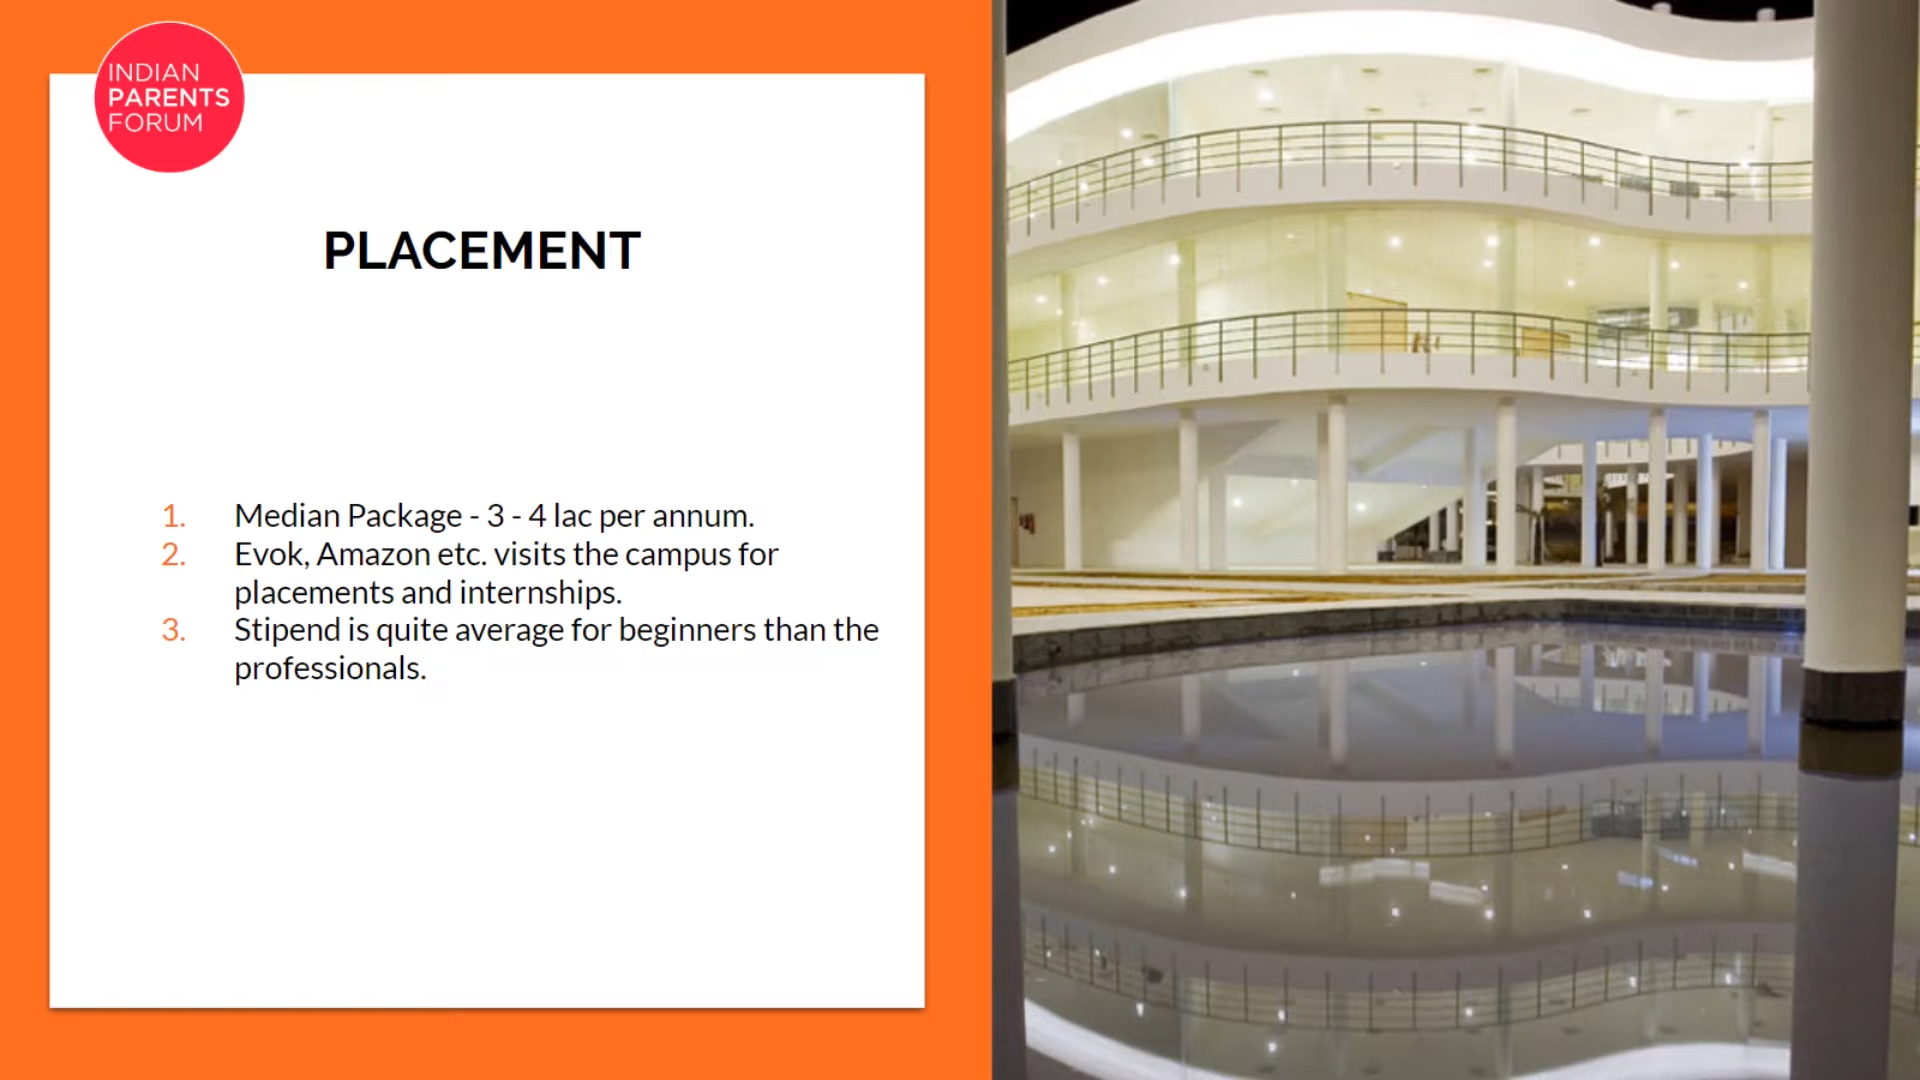 INDIAN
PARENTS
FORUM
PLACEMENT
1. Median Package - 3 - 4 lac per annum.
2. Evok, Amazon etc. visits the campus for
placements and internships.
3. Stipend is quite average for beginners than the
professionals.